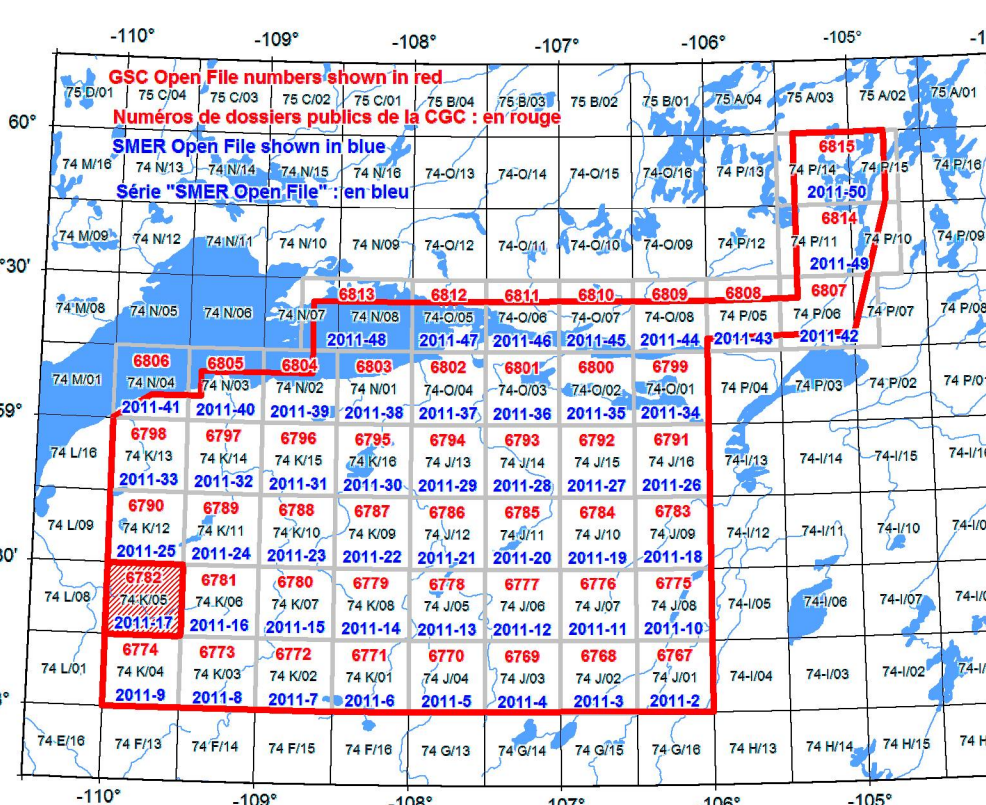 -110° -109° -108° -107° -106° -105° -1
GSC Open File numbers shown in red
75 D/01 75 C/04 75 C/03 75 C/02 75 C/01 75 B/04 75 B/03 75 B/02 75 B/01 75 A/04 75 A/03 75 A/02 75 A/01
Numéros de dossiers publics de la CGC : en rouge
60°
SMER Open File shown in blue
6815
74 M/16 74 N/13 74 N/14 74 N/15 74 N/16 74-O/13 74-O/14 74-O/15 74-O/16 74 P/13 74 P/14 74 P/15 74 P/16
Série "SMER Open File" : en bleu
2011-50
6814
74 M/09 74 N/12 74 N/11 74 N/10 74 N/09 74-O/12 74-O/11 74-O/10 74-O/09 74 P/12 74 P/11 74 P/10 74 P/09
2011-49
°30'
6813 6812 6811 6810 6809 6808 6807
74 M/08 74 N/05 74 N/06 74 N/07 74 N/08 74-O/05 74-O/06 74-O/07 74-O/08 74 P/05 74 P/06 74 P/07 74 P/08
2011-48 2011-47 2011-46 2011-45 2011-44 2011-43 2011-42
6806 6805 6804 6803 6802 6801 6800 6799
74 M/01 74 N/04 74 N/03 74 N/02 74 N/01 74-O/04 74-O/03 74-O/02 74-O/01 74 P/04 74 P/03 74 P/02 74 P/01
2011-41 2011-40 2011-39 2011-38 2011-37 2011-36 2011-35 2011-34
59°
6798 6797 6796 6795 6794 6793 6792 6791
74 L/16 74 K/13 74 K/14 74 K/15 74 K/16 74 J/13 74 J/14 74 J/15 74 J/16 74-I/13 74-I/14 74-I/15 74-I/16
2011-33 2011-32 2011-31 2011-30 2011-29 2011-28 2011-27 2011-26
6790 6789 6788 6787 6786 6785 6784 6783
74 L/09 74 K/12 74 K/11 74 K/10 74 K/09 74 J/12 74 J/11 74 J/10 74 J/09 74-I/12 74-I/11 74-I/10 74-I/0
2011-25 2011-24 2011-23 2011-22 2011-21 2011-20 2011-19 2011-18
30'
6782 6781 6780 6779 6778 6777 6776 6775
74 L/08 74 K/05 74 K/06 74 K/07 74 K/08 74 J/05 74 J/06 74 J/07 74 J/08 74-I/05 74-I/06 74-I/07 74-I/0
2011-17 2011-16 2011-15 2011-14 2011-13 2011-12 2011-11 2011-10
6774 6773 6772 6771 6770 6769 6768 6767
74 L/01 74 K/04 74 K/03 74 K/02 74 K/01 74 J/04 74 J/03 74 J/02 74 J/01 74-I/04 74-I/03 74-I/02 74-I/
2011-9 2011-8 2011-7 2011-6 2011-5 2011-4 2011-3 2011-2
74 E/16 74 F/13 74 F/14 74 F/15 74 F/16 74 G/13 74 G/14 74 G/15 74 G/16 74 H/13 74 H/14 74 H/15 74 H
-110° -109° -108° -107° -106° -105°